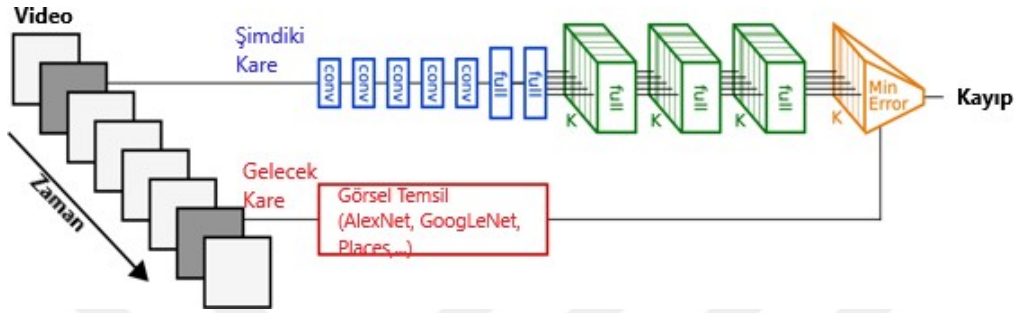 Video
Şimdiki
Kare
conv
conv
conv
conv
conv
full
full
K
full
K
full
K
full
K
Min
Error
Kayıp
Zaman
Gelecek
Kare
Görsel Temsil
(AlexNet, GoogLeNet,
Places,...)